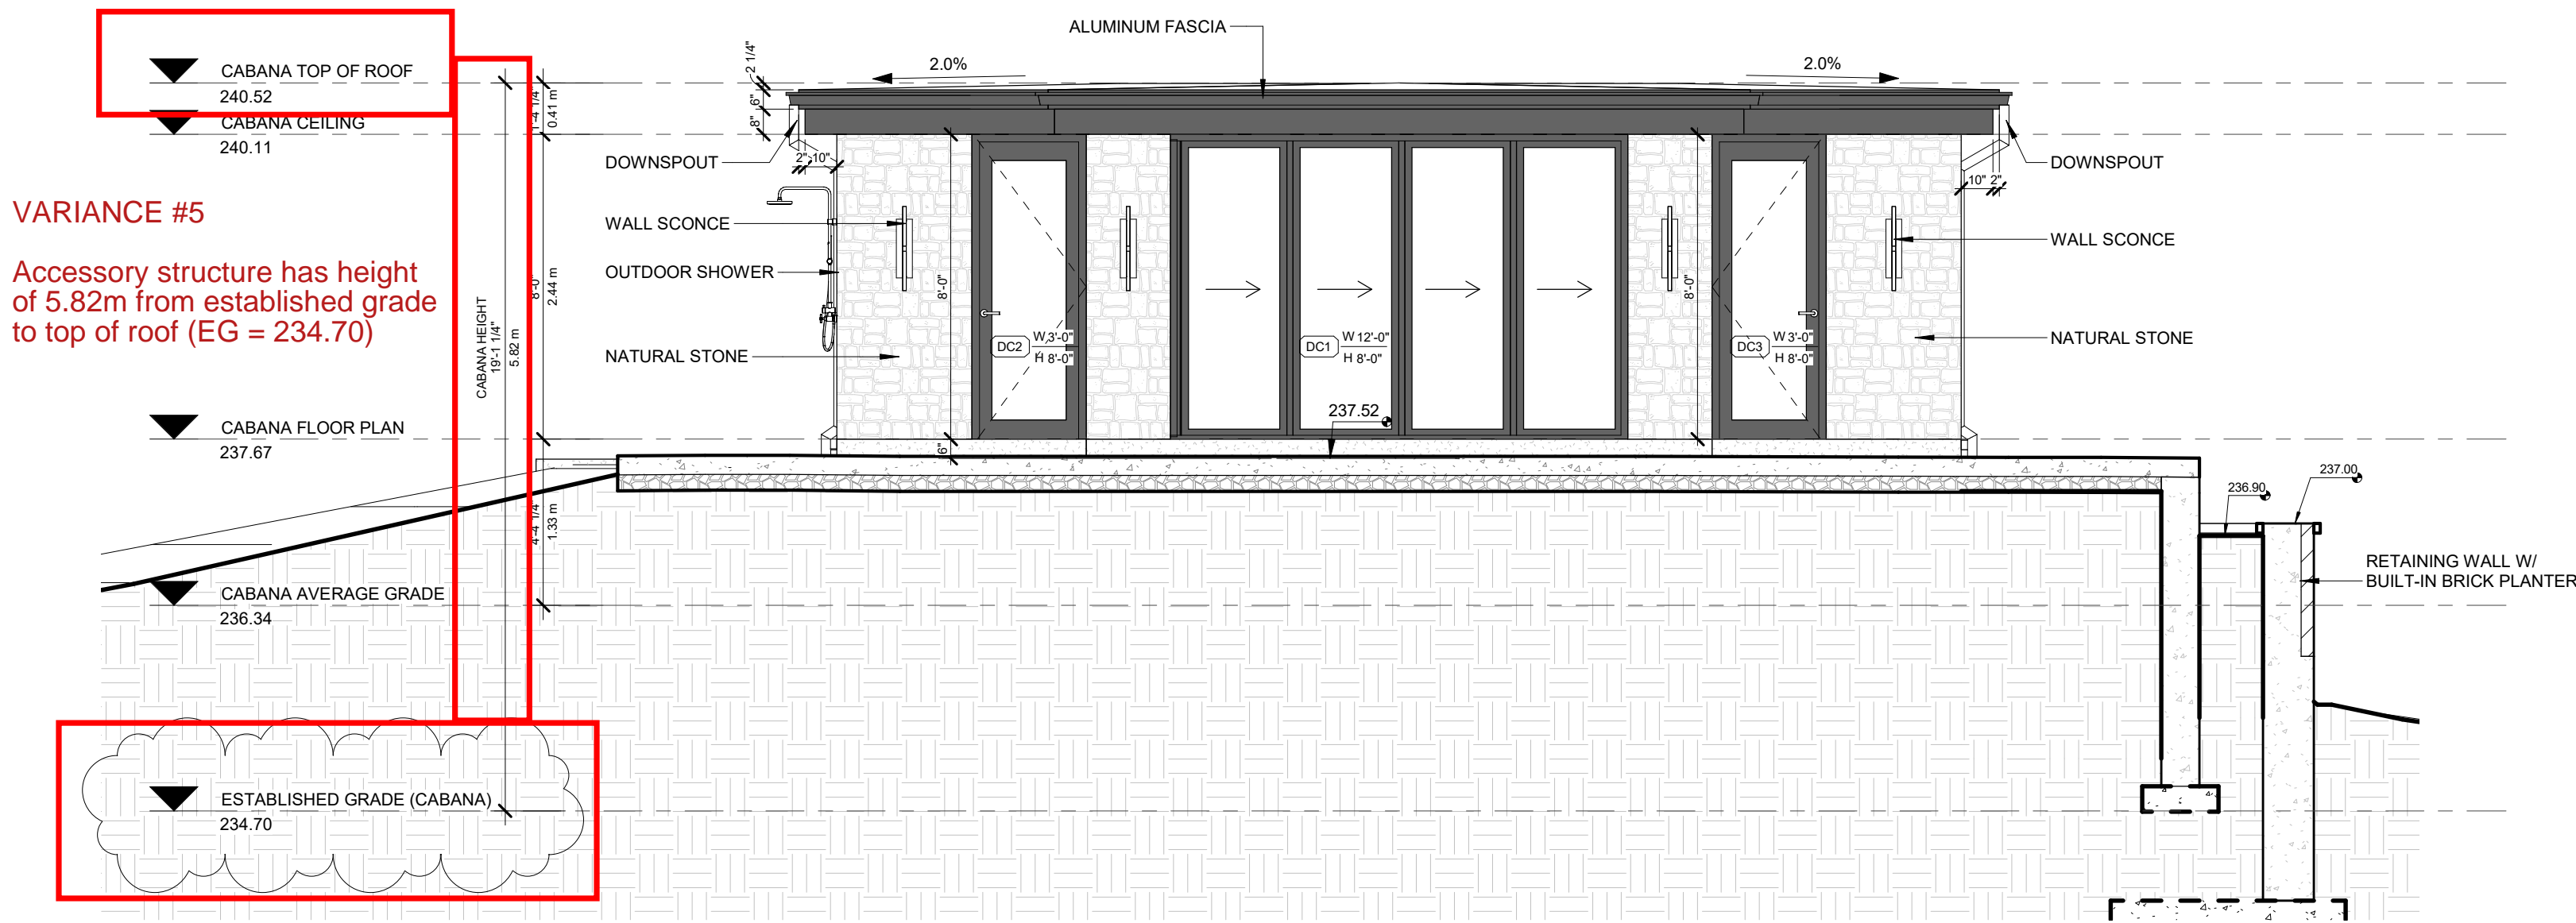 ALUMINUM FASCIA
2.0%
2.0%
CABANA TOP OF ROOF
240.52
CABANA CEILING
240.11
2 1/4"
6"
8"
1'-4 1/4
0.41 m
DOWNSPOUT
2"
10"
DOWNSPOUT
10"
2"
VARIANCE #5
Accessory structure has height
of 5.82m from established grade
to top of roof (EG = 234.70)
WALL SCONCE
OUTDOOR SHOWER
NATURAL STONE
WALL SCONCE
NATURAL STONE
CABANA HEIGHT
19'-1 1/4"
5.82 m
8'-0"
2.44 m
8'-0"
8'-0"
DC2
W 3'-0"
H 8'-0"
DC1
W 12'-0"
H 8'-0"
DC3
W 3'-0"
H 8'-0"
237.52
CABANA FLOOR PLAN
237.67
6"
237.00
236.90
4'-4 1/4
1.33 m
RETAINING WALL W/
BUILT-IN BRICK PLANTER
CABANA AVERAGE GRADE
236.34
ESTABLISHED GRADE (CABANA)
234.70